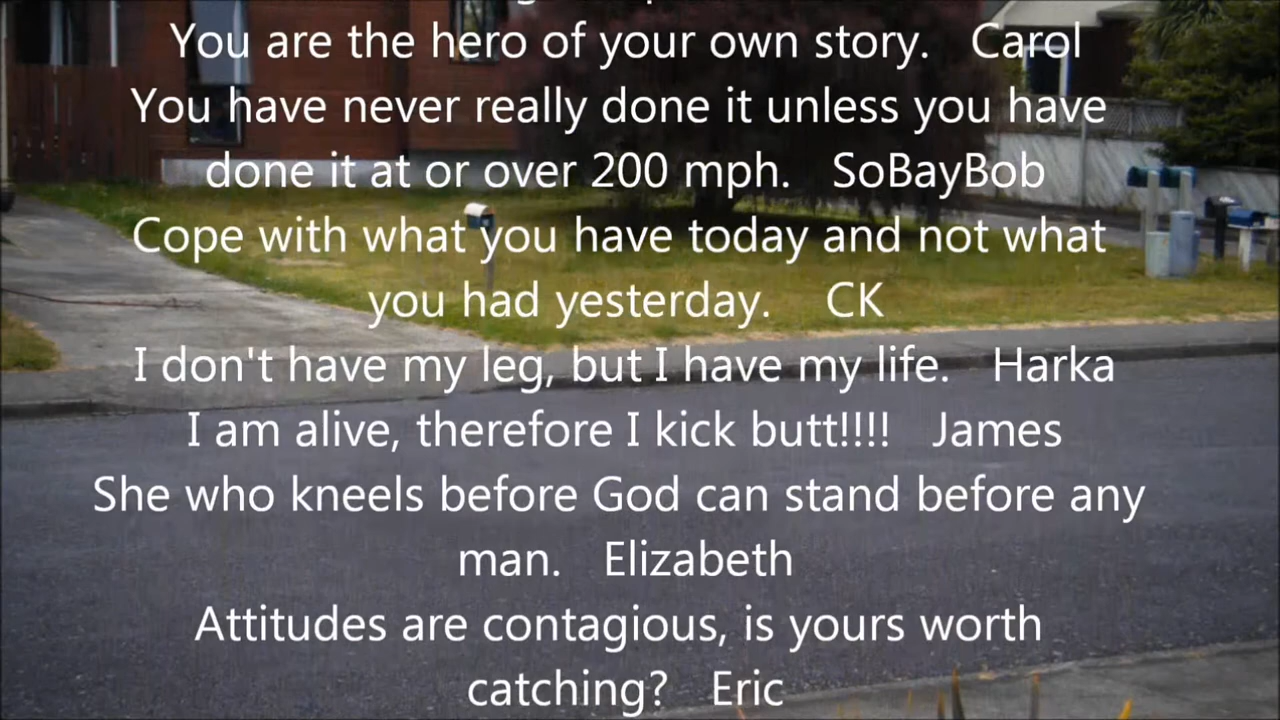 You are the hero of your own story. Carol
You have never really done it unless you have
done it at or over 200 mph. SoBayBob
Cope with what you have today and not what
you had yesterday. CK
I don't have my leg, but I have my life. Harka
I am alive, therefore I kick butt!!!! James
She who kneels before God can stand before any
man. Elizabeth
Attitudes are contagious, is yours worth
catching? Eric